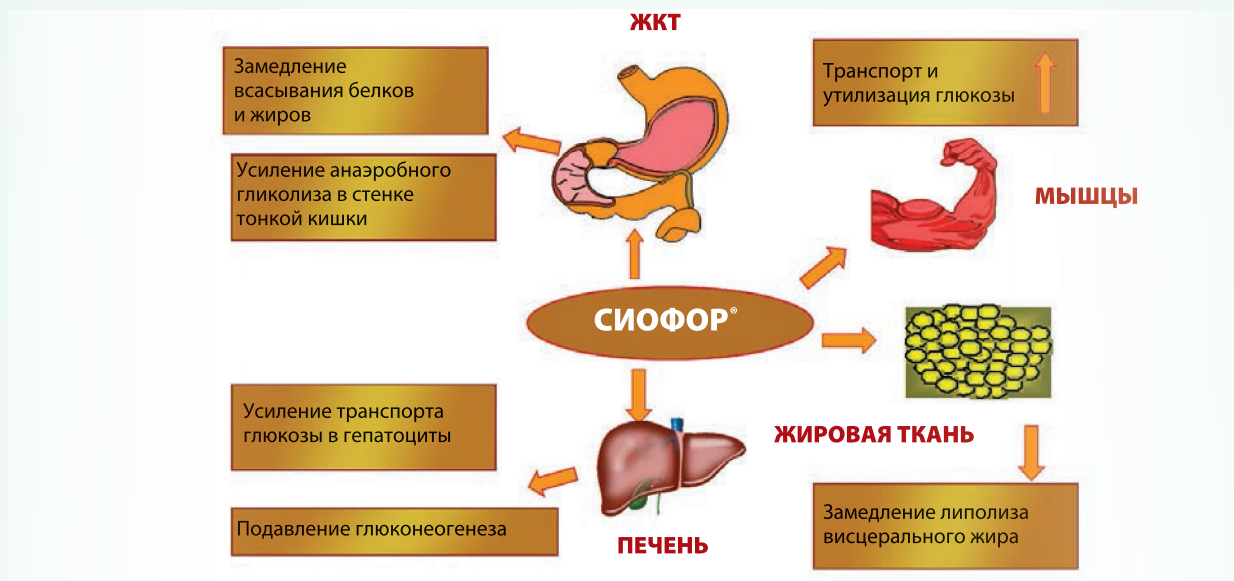 ЖКТ
Замедление
всасывания белков
и жиров
Усиление анаэробного
гликолиза в стенке
тонкой кишки
Транспорт и
утилизация глюкозы
МЫШЦЫ
СИОФОР®
Усиление транспорта
глюкозы в гепатоциты
Подавление глюконеогенеза
ПЕЧЕНЬ
ЖИРОВАЯ ТКАНЬ
Замедление липолиза
висцерального жира